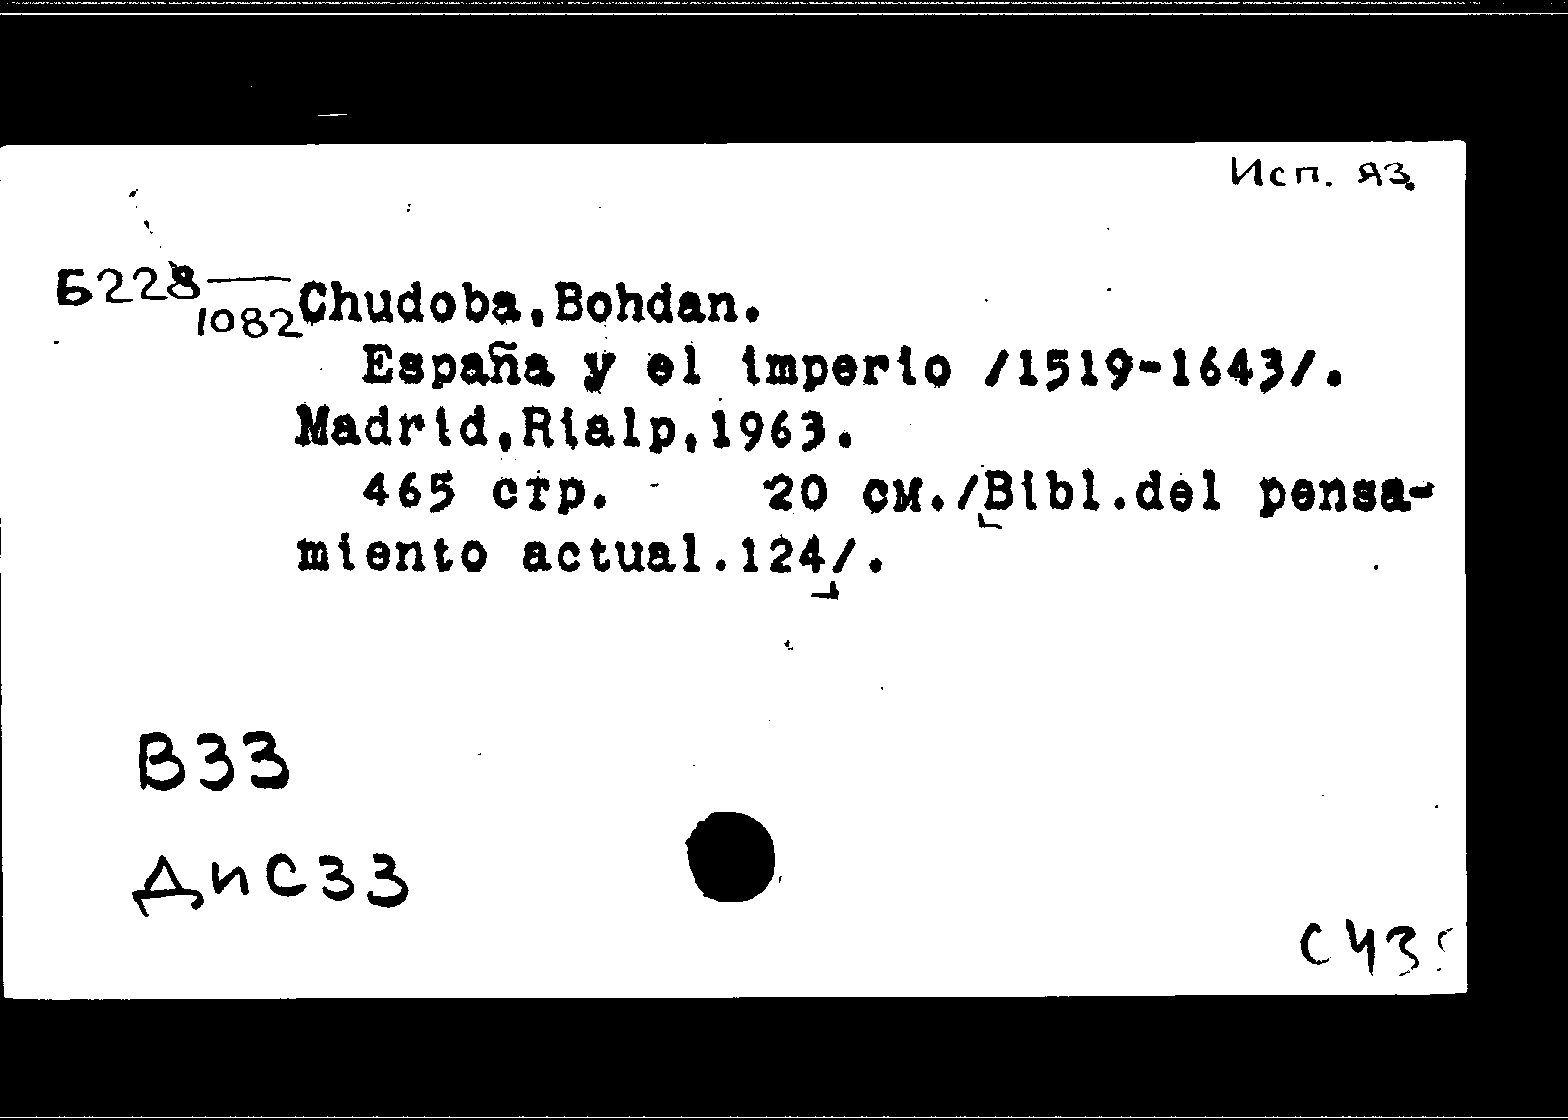 Исп. яз.
Б228
1082
Chudoba,Bohdan.
España y el imperio /1519-1643/.
Madrid,Rialp,1963.
465 стр. 20 см./Bibl.del pensa-
miento actual.124/.
В33
ДиС33